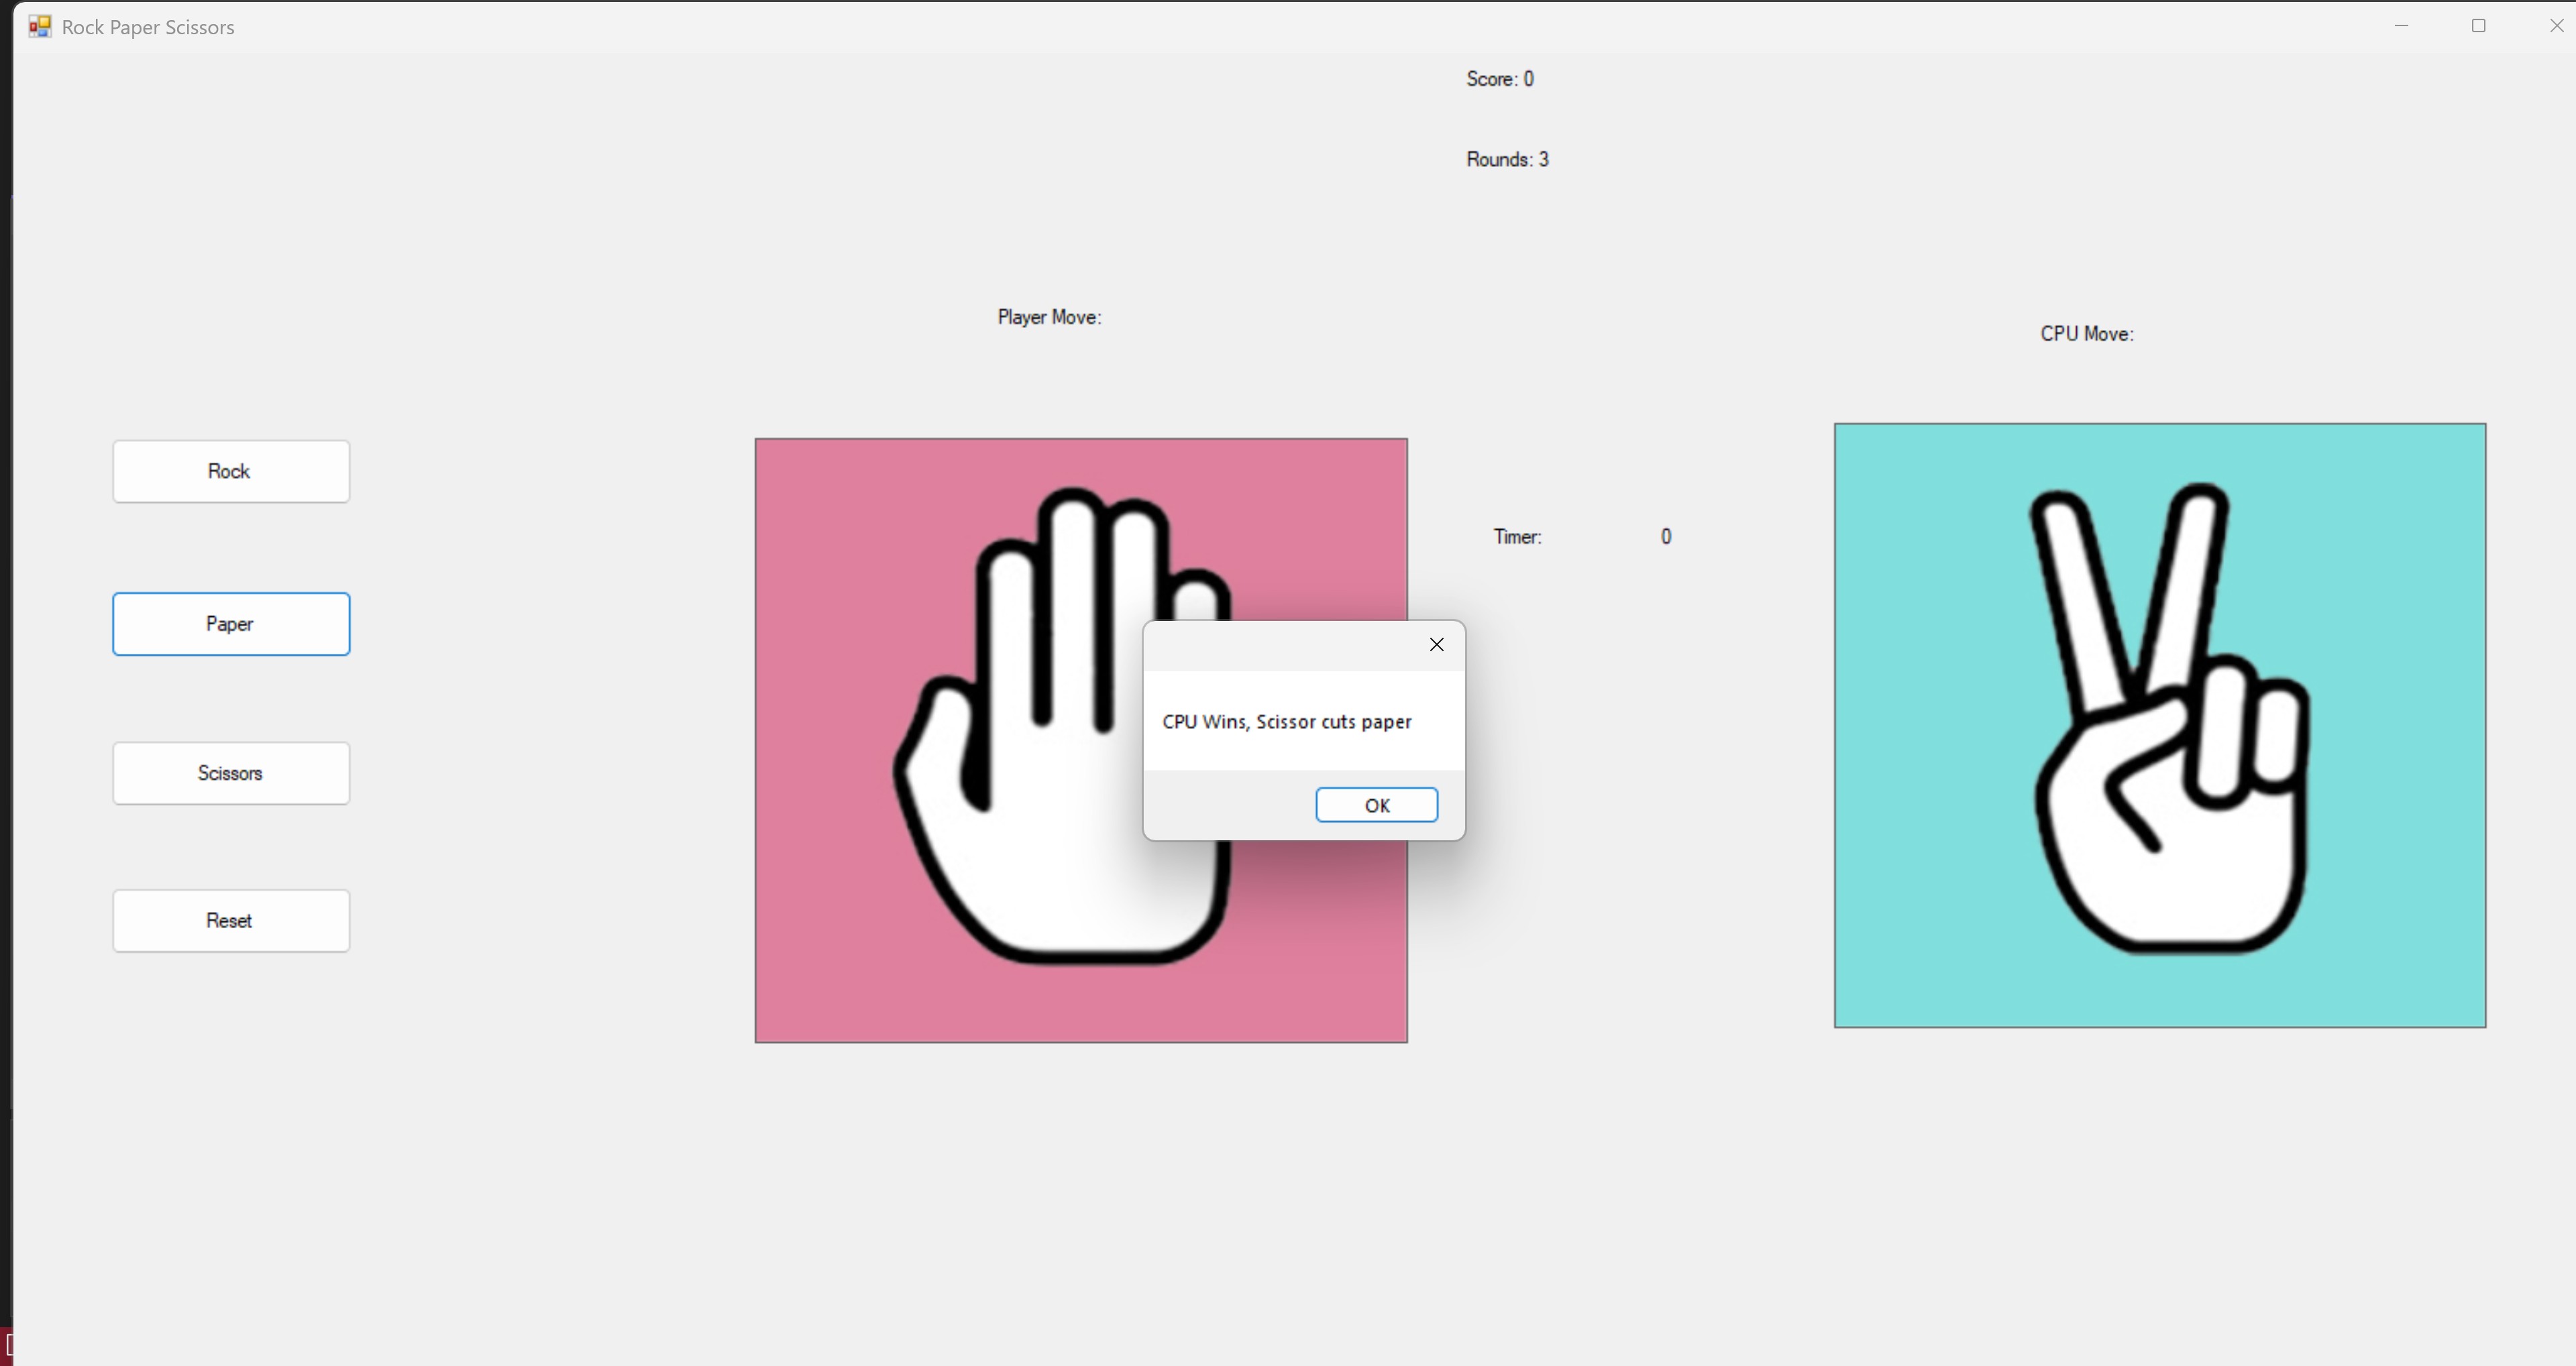 Rock Paper Scissors
Score: 0
Rounds: 3
Player Move:
CPU Move:
Rock
Paper
Scissors
Reset
Timer: 0
CPU Wins, Scissor cuts paper
OK